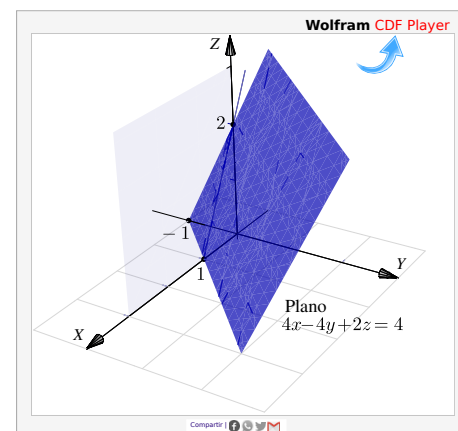 Wolfram CDF Player
Z
2
− 1
1
Y
X
Plano
4x−4y+2z = 4
Compartir |